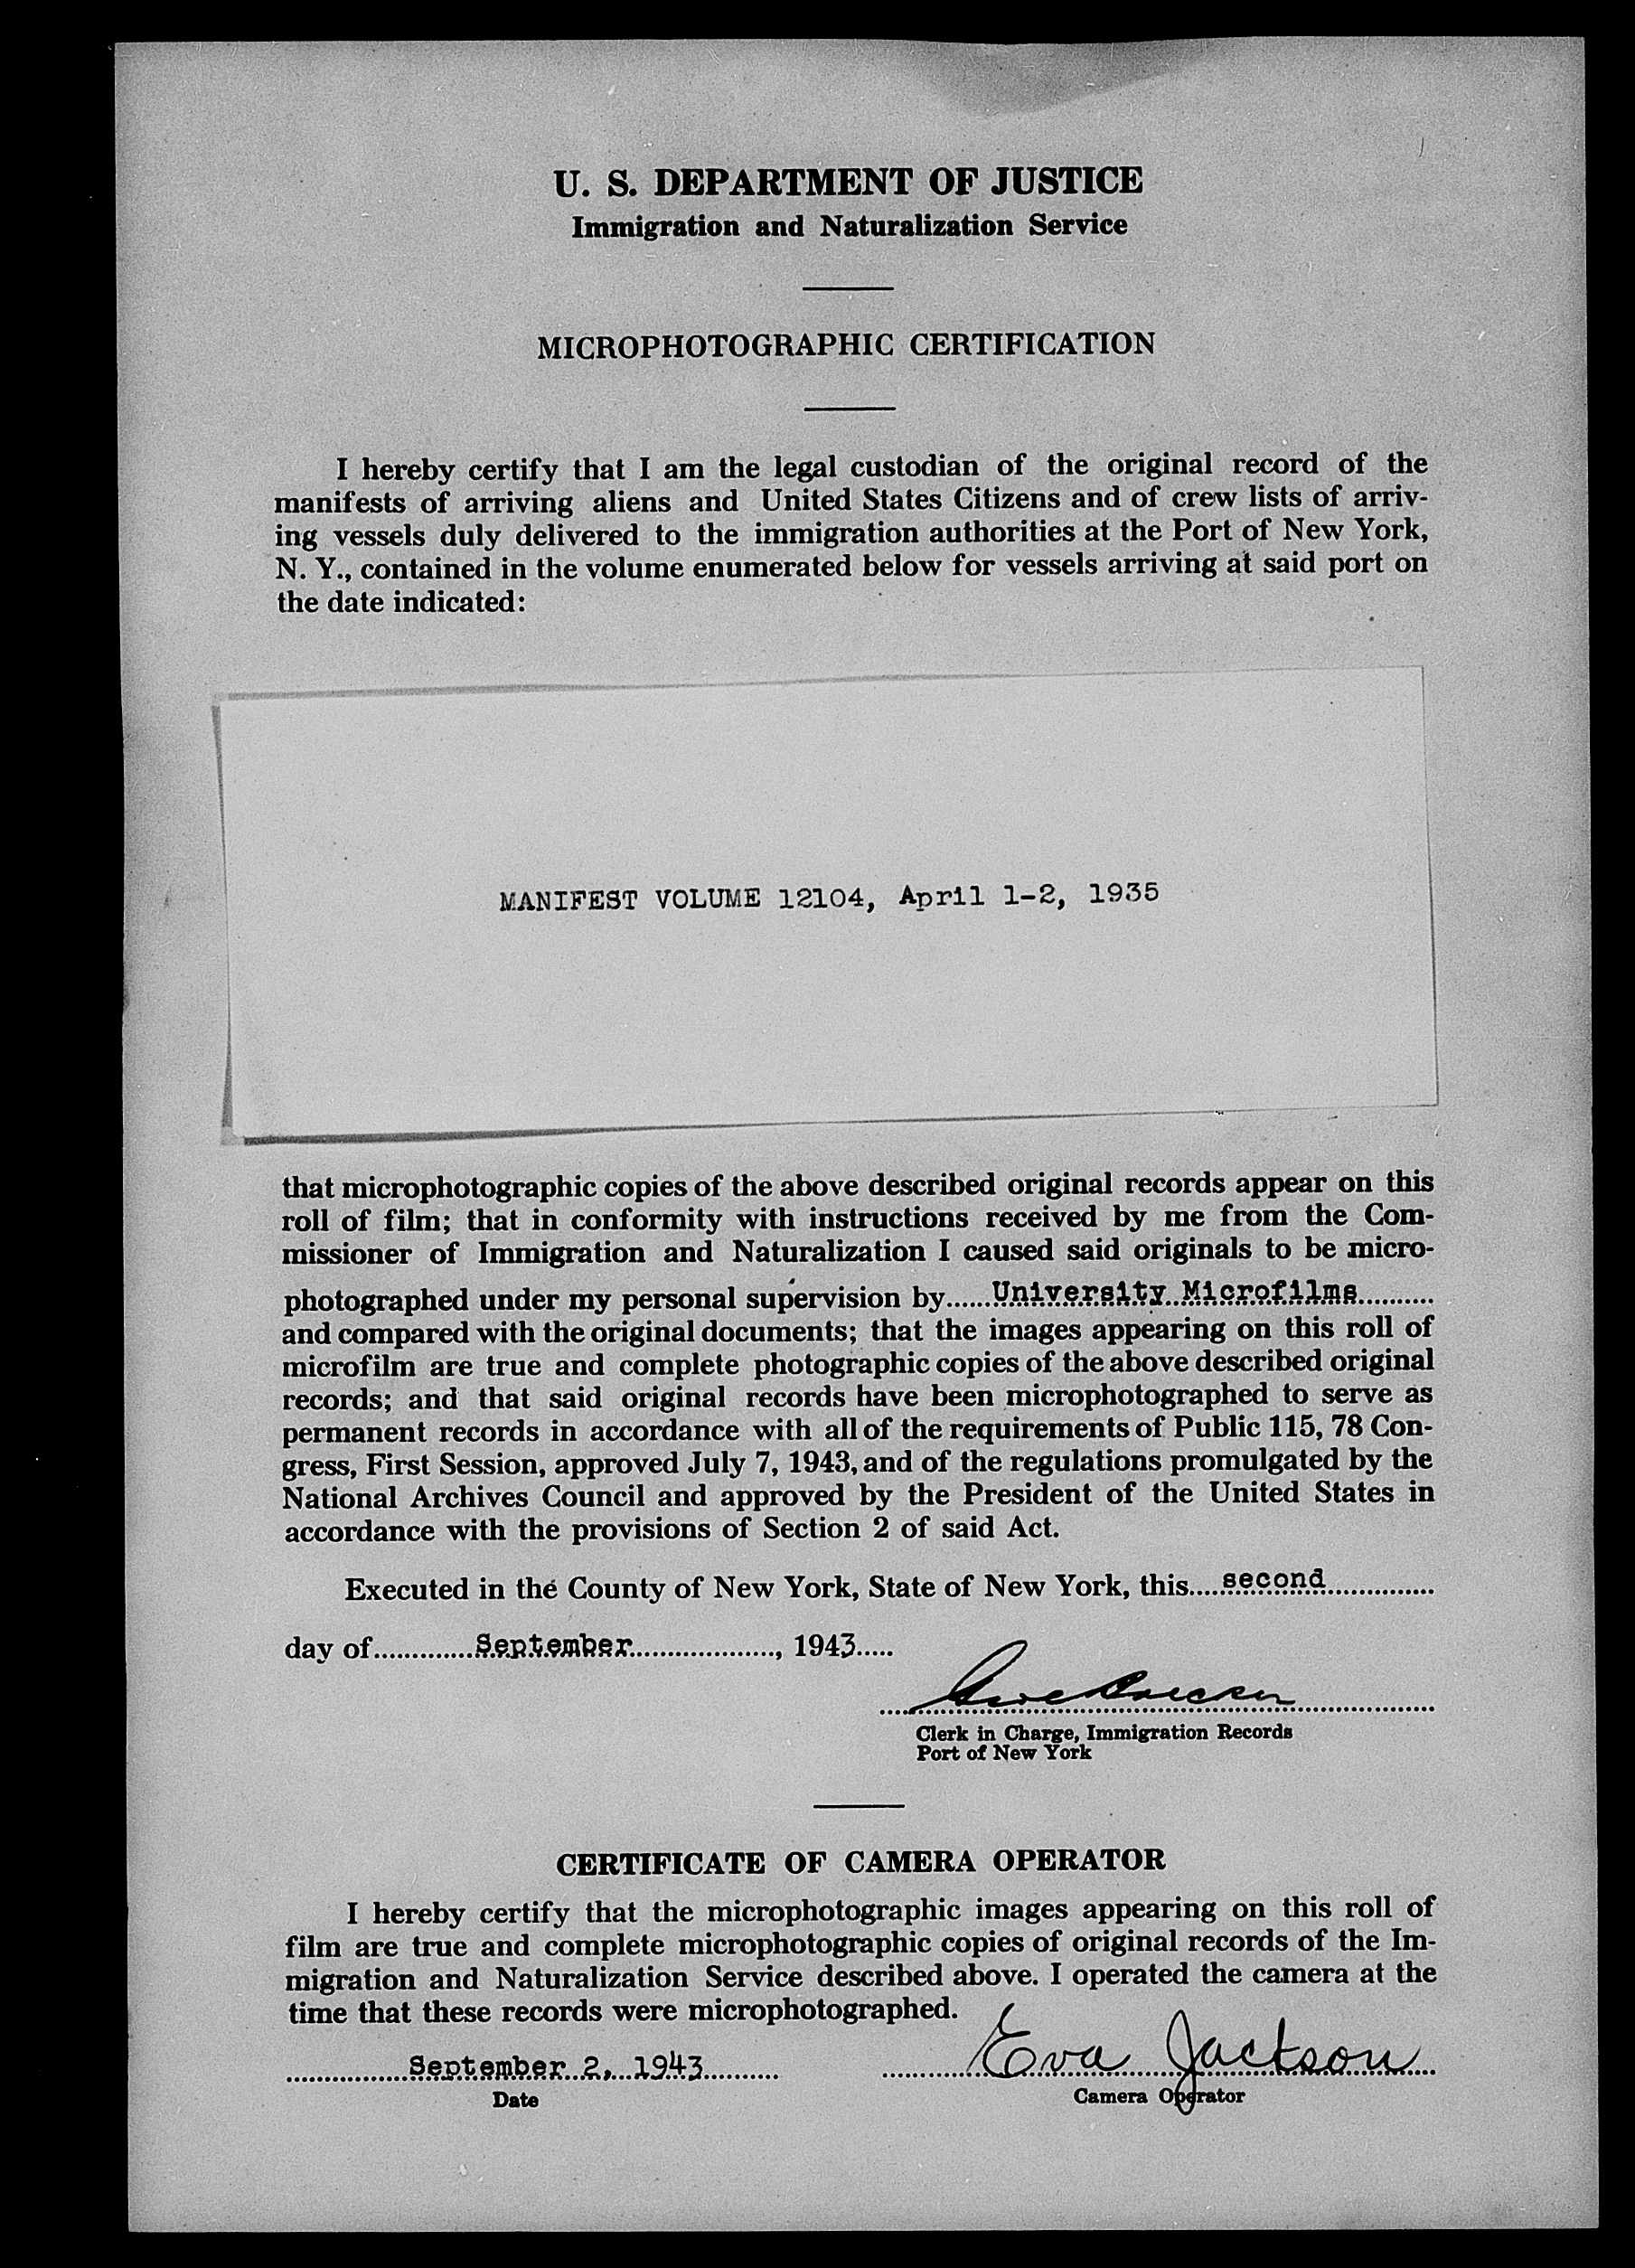 U. S. DEPARTMENT OF JUSTICE
Immigration and Naturalization Service
MICROPHOTOGRAPHIC CERTIFICATION
I hereby certify that I am the legal custodian of the original record of the
manifests of arriving aliens and United States Citizens and of crew lists of arriv-
ing vessels duly delivered to the immigration authorities at the Port of New York,
N. Y., contained in the volume enumerated below for vessels arriving at said port on
the date indicated:
MANIFEST VOLUME 12104, April 1-2, 1935
that microphotographic copies of the above described original records appear on this
roll of film; that in conformity with instructions received by me from the Com-
missioner of Immigration and Naturalization I caused said originals to be micro-
photographed under my personal supervision by......University Microfilms..........
and compared with the original documents; that the images appearing on this roll of
microfilm are true and complete photographic copies of the above described original
records; and that said original records have been microphotographed to serve as
permanent records in accordance with all of the requirements of Public 115, 78 Con-
gress, First Session, approved July 7, 1943, and of the regulations promulgated by the
National Archives Council and approved by the President of the United States in
accordance with the provisions of Section 2 of said Act.
Executed in the County of New York, State of New York, this....second..............
day of.............September..................., 1943.....
Clerk in Charge, Immigration Records
Port of New York
CERTIFICATE OF CAMERA OPERATOR
I hereby certify that the microphotographic images appearing on this roll of
film are true and complete microphotographic copies of original records of the Im-
migration and Naturalization Service described above. I operated the camera at the
time that these records were microphotographed.
September 2, 1943 Eva Jackson
Date Camera Operator